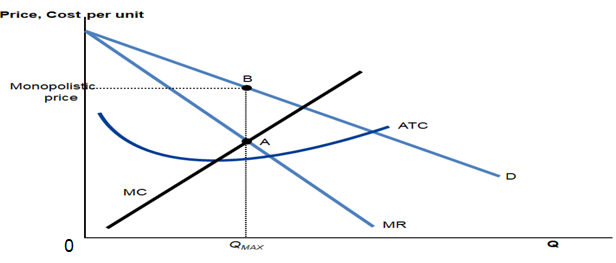 Price, Cost per unit
B
Monopolistic
price
ATC
A
D
MC
MR
0
QMAX
Q